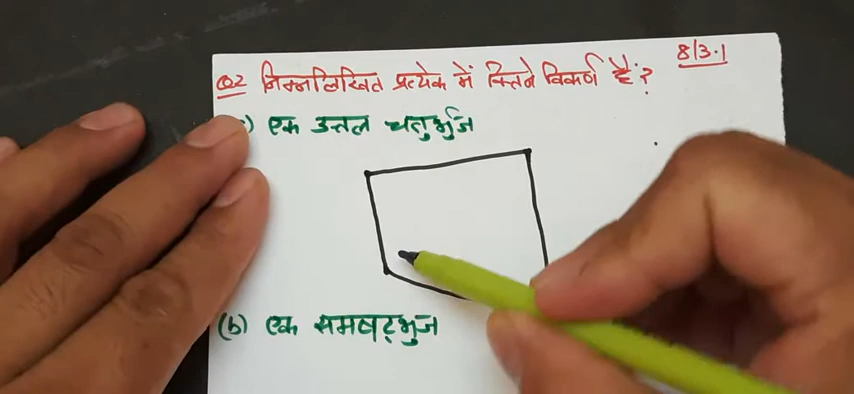 8/3.1
Q2 निम्नलिखित प्रत्येक में कितने विकर्ण हैं?
) एक उत्तल चतुर्भुज
(b) एक समषट्भुज